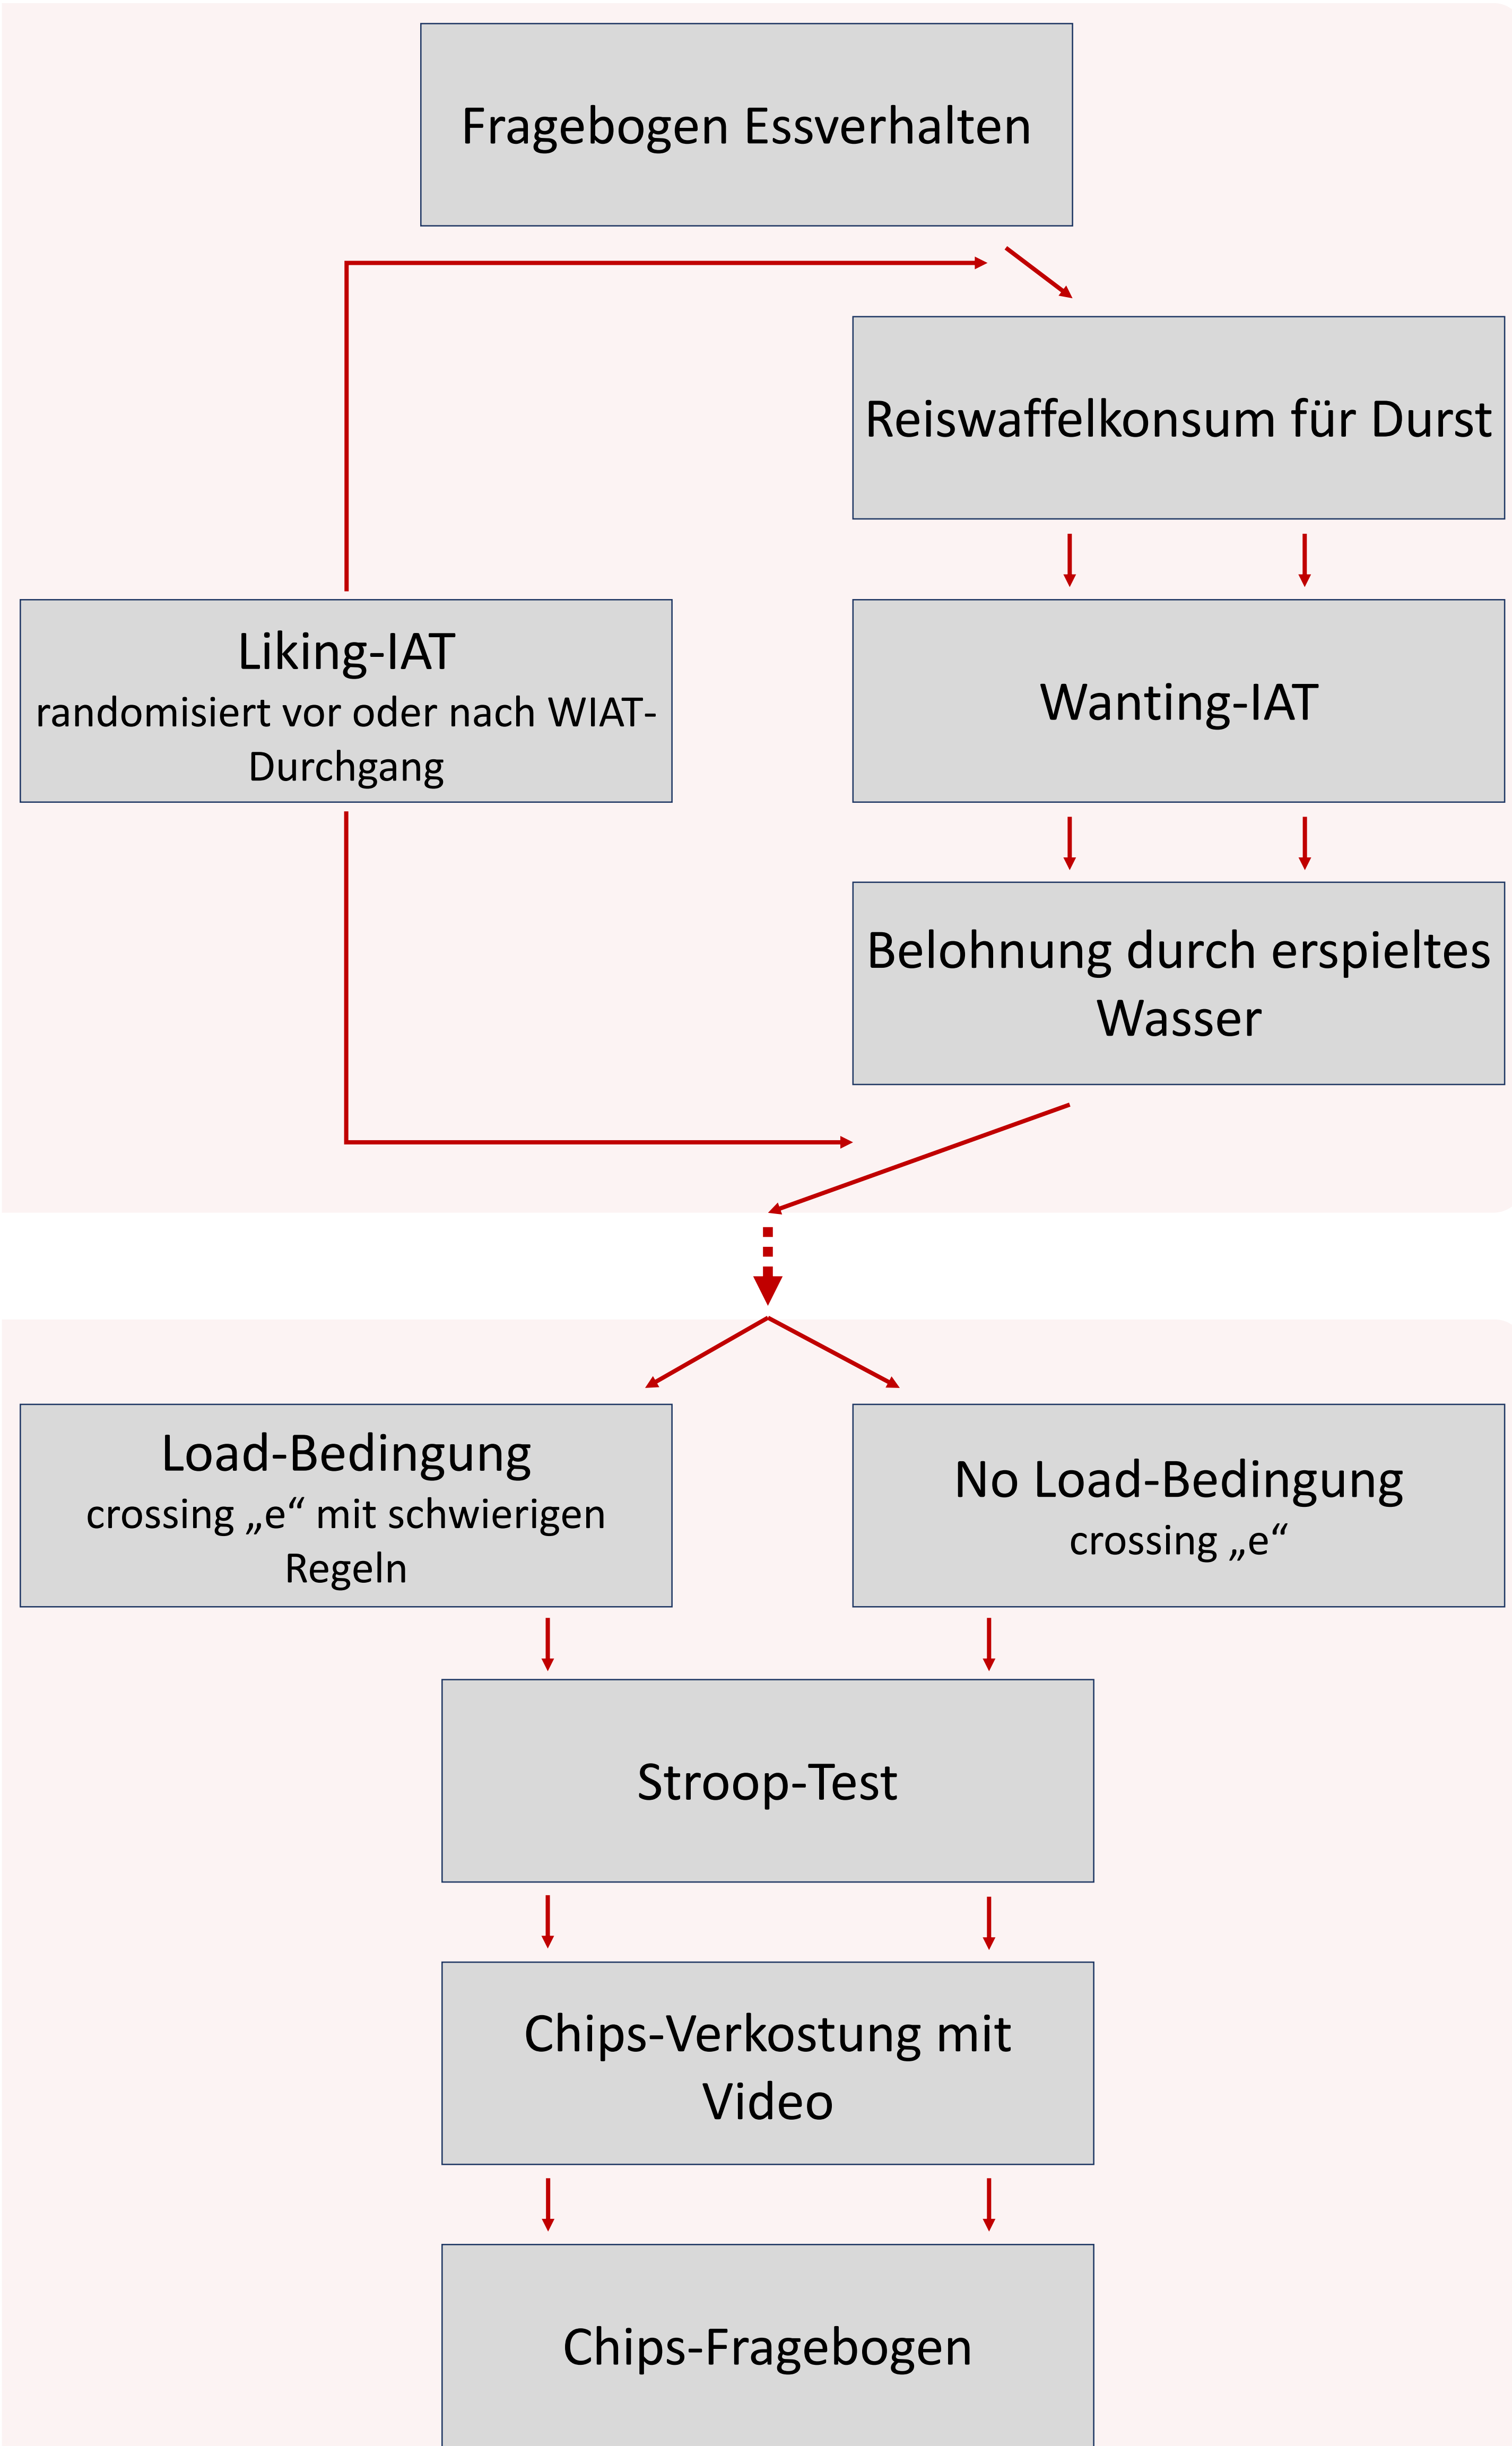 Fragebogen Essverhalten
Reiswaffelkonsum für Durst
Liking-IAT
randomisiert vor oder nach WIAT-
Durchgang
Wanting-IAT
Belohnung durch erspieltes
Wasser
Load-Bedingung
crossing „e“ mit schwierigen
Regeln
No Load-Bedingung
crossing „e“
Stroop-Test
Chips-Verkostung mit
Video
Chips-Fragebogen